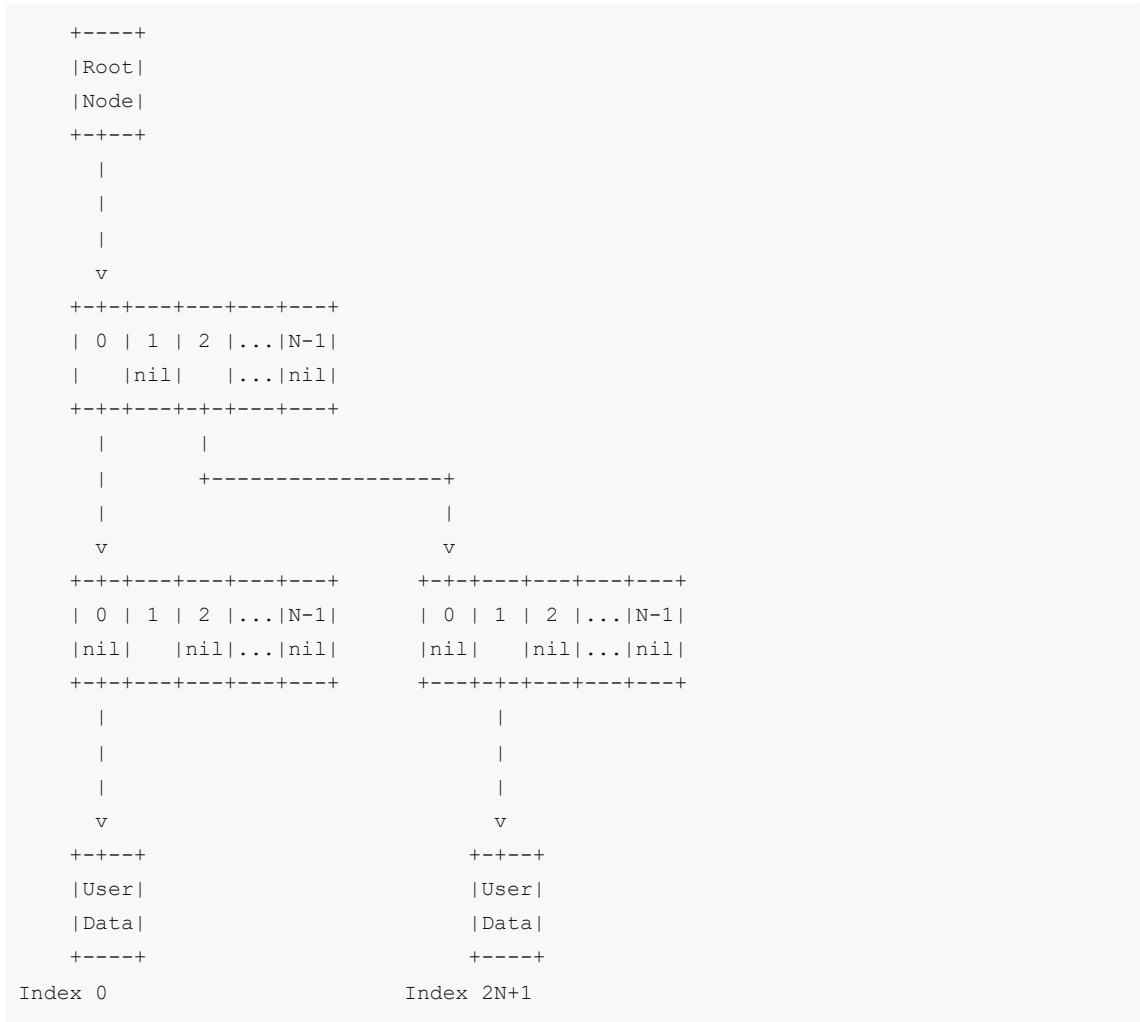 +----+
|Root|
|Node|
+-+--+
|
|
|
v
+-+-+---+---+---+---+
| 0 | 1 | 2 |...|N-1|
|   |nil|   |...|nil|
+-+-+---+-+-+---+---+
|       |
|       +------------------+
|                          |
v                          v
+-+-+---+---+---+---+      +-+-+---+---+---+---+
| 0 | 1 | 2 |...|N-1|      | 0 | 1 | 2 |...|N-1|
|nil|   |nil|...|nil|      |nil|   |nil|...|nil|
+-+-+---+---+---+---+      +---+-+-+---+---+---+
|                              |
|                              |
|                              |
v                              v
+-+--+                         +-+--+
|User|                         |User|
|Data|                         |Data|
+----+                         +----+
Index 0                       Index 2N+1